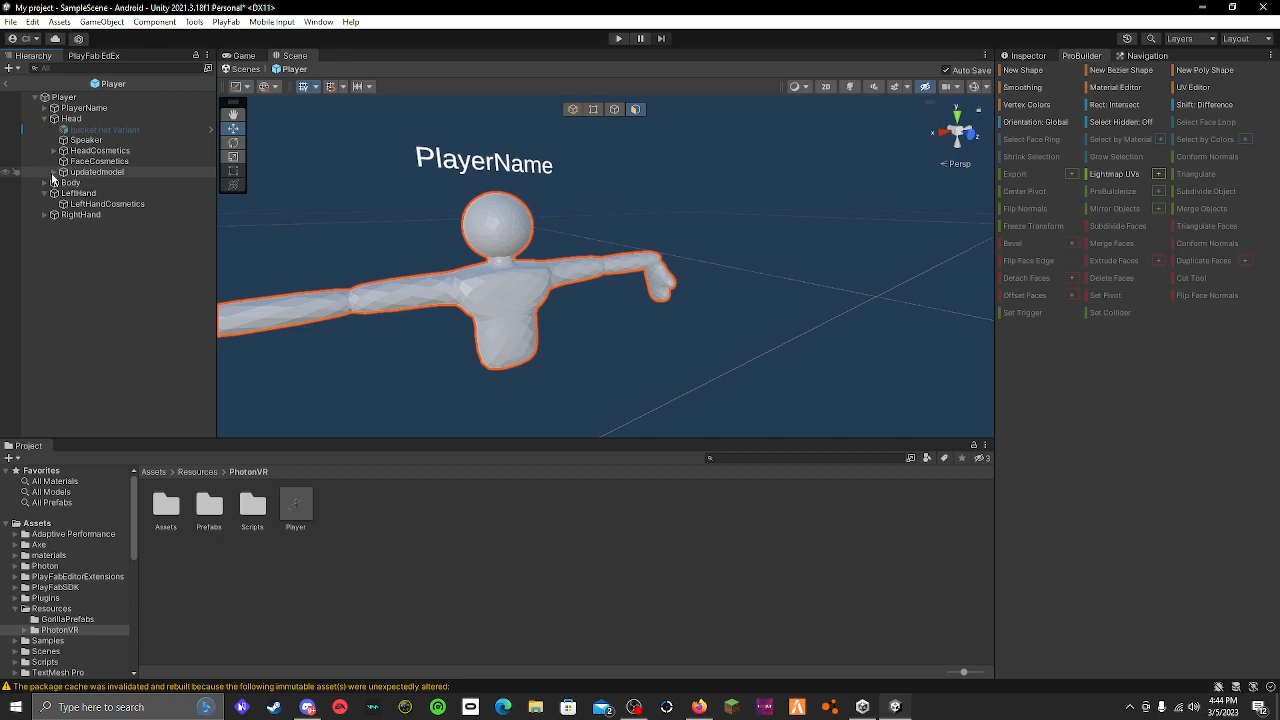 My project - SampleScene - Android - Unity 2021.3.18f1 Personal* <DX11>
File Edit Assets GameObject Component Tools PlayFab Mobile Input Window Help
CI Layers Layout
Hierarchy PlayFab EdEx Game Scene Inspector ProBuilder Navigation
All Scenes Player Auto Save
Player
2D
Player
PlayerName
Head
bucket hat Variant
Speaker
HeadCosmetics
FaceCosmetics
updatedmodel
Body
LeftHand
LeftHandCosmetics
RightHand
PlayerName
y
x
z
Persp
New Shape New Bezier Shape New Poly Shape
Smoothing Material Editor UV Editor
Vertex Colors Rect: Intersect Shift: Difference
Orientation: Global Select Hidden: Off Select Face Loop
Select Face Ring Select by Material Select by Colors
Shrink Selection Grow Selection Conform Normals
Export Lightmap UVs Triangulate
Center Pivot ProBuilderize Subdivide Object
Flip Normals Mirror Objects Merge Objects
Freeze Transform Subdivide Faces Triangulate Faces
Bevel Merge Faces Conform Normals
Flip Face Edge Extrude Faces Duplicate Faces
Detach Faces Delete Faces Cut Tool
Offset Faces Set Pivot Flip Face Normals
Set Trigger Set Collider
Project
3
Favorites
All Materials
All Models
All Prefabs
Assets
Adaptive Performance
Axe
materials
Photon
PlayFabEditorExtensions
PlayFabSDK
Plugins
Resources
GorillaPrefabs
PhotonVR
Samples
Scenes
Scripts
TextMesh Pro
Assets > Resources > PhotonVR
Assets Prefabs Scripts Player
The package cache was invalidated and rebuilt because the following immutable asset(s) were unexpectedly altered:
Type here to search
4:04 PM
3/5/2023